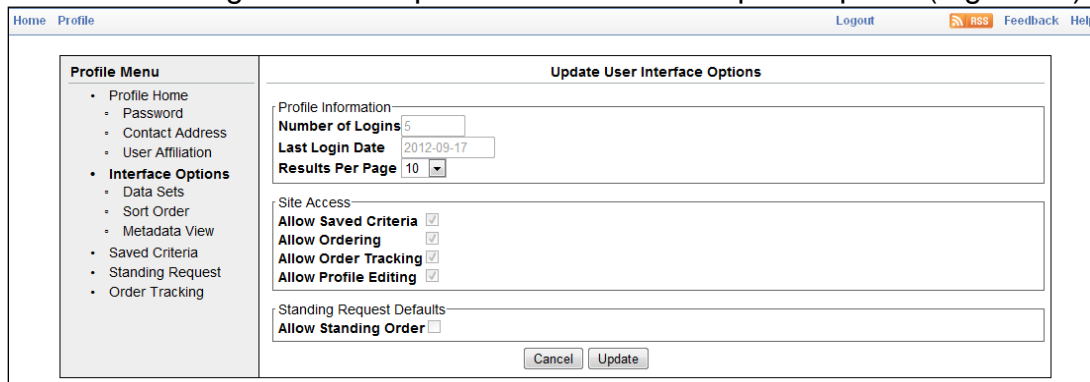 Home Profile Logout RSS Feedback Help
Profile Menu
• Profile Home
▫ Password
▫ Contact Address
▫ User Affiliation
• Interface Options
▫ Data Sets
▫ Sort Order
▫ Metadata View
• Saved Criteria
• Standing Request
• Order Tracking
Update User Interface Options
Profile Information
Number of Logins 5
Last Login Date 2012-09-17
Results Per Page 10
Site Access
Allow Saved Criteria
Allow Ordering
Allow Order Tracking
Allow Profile Editing
Standing Request Defaults
Allow Standing Order
Cancel Update